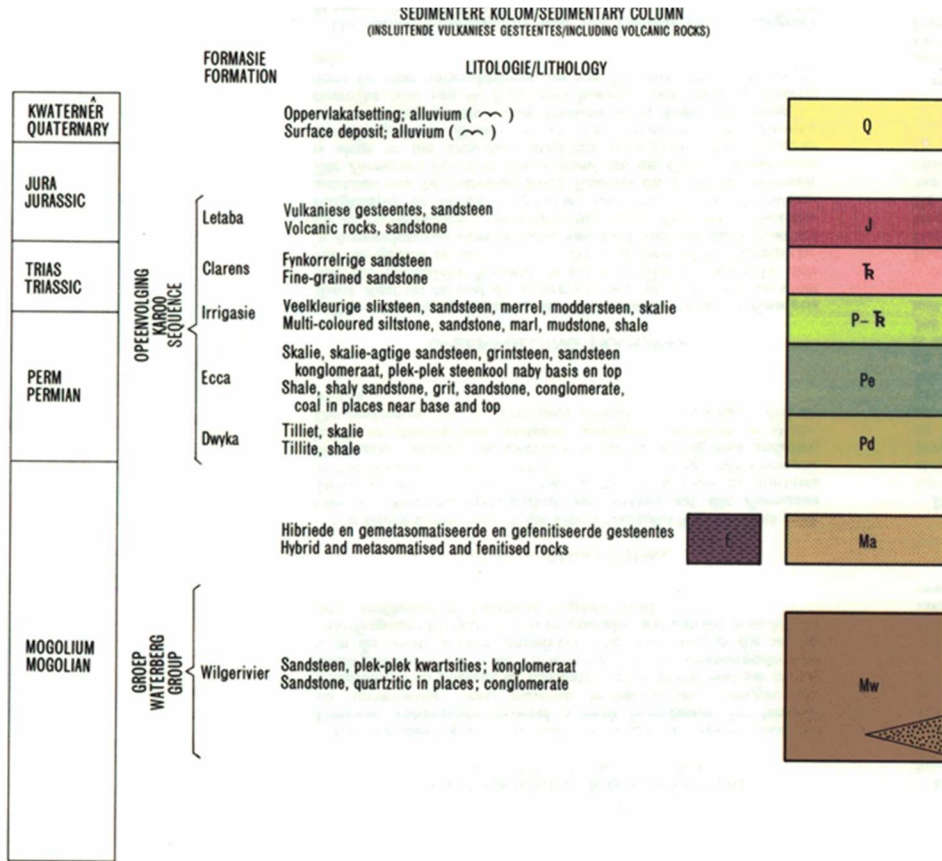 SEDIMENTÊRE KOLOM/SEDIMENTARY COLUMN
(INSLUITENDE VULKANIESE GESTEENTES/INCLUDING VOLCANIC ROCKS)
FORMASIE
FORMATION
LITOLOGIE/LITHOLOGY
KWATERNÊR
QUATERNARY
Oppervlakafsetting; alluvium ( )
Surface deposit; alluvium ( )
Q
JURA
JURASSIC
OPEENVOLGING
KAROO
SEQUENCE
Letaba
Vulkaniese gesteentes, sandsteen
Volcanic rocks, sandstone
J
TRIAS
TRIASSIC
Clarens
Fynkorrelrige sandsteen
Fine-grained sandstone
TR
Irrigasie
Veelkleurige sliksteen, sandsteen, merrel, moddersteen, skalie
Multi-coloured siltstone, sandstone, marl, mudstone, shale
P–TR
PERM
PERMIAN
Ecca
Skalie, skalie-agtige sandsteen, grintsteen, sandsteen
konglomeraat, plek-plek steenkool naby basis en top
Shale, shaly sandstone, grit, sandstone, conglomerate,
coal in places near base and top
Pe
Dwyka
Tilliet, skalie
Tillite, shale
Pd
Hibriede en gemetasomatiseerde en gefenitiseerde gesteentes
Hybrid and metasomatised and fenitised rocks
f
Ma
MOGOLIUM
MOGOLIAN
GROEP
WATERBERG
GROUP
Wilgerivier
Sandsteen, plek-plek kwartsities; konglomeraat
Sandstone, quartzitic in places; conglomerate
Mw